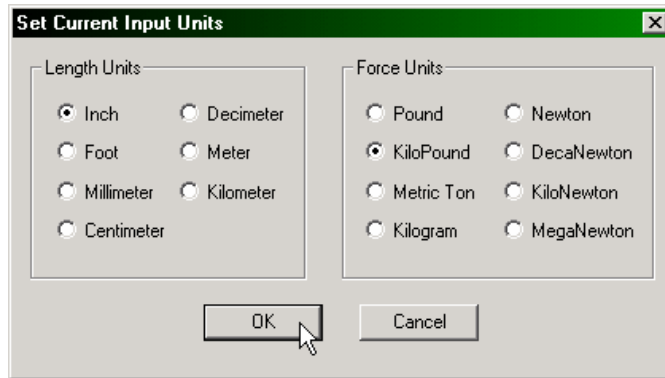 Set Current Input Units
Length Units
Inch
Decimeter
Foot
Meter
Millimeter
Kilometer
Centimeter
Force Units
Pound
Newton
KiloPound
DecaNewton
Metric Ton
KiloNewton
Kilogram
MegaNewton
OK
Cancel